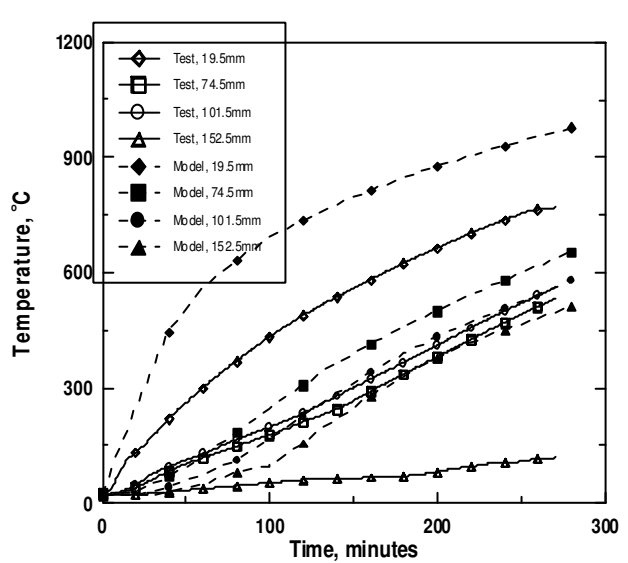 1200
900
600
300
0
Temperature, °C
Test, 19.5mm
Test, 74.5mm
Test, 101.5mm
Test, 152.5mm
Model, 19.5mm
Model, 74.5mm
Model, 101.5mm
Model, 152.5mm
0 100 200 300
Time, minutes